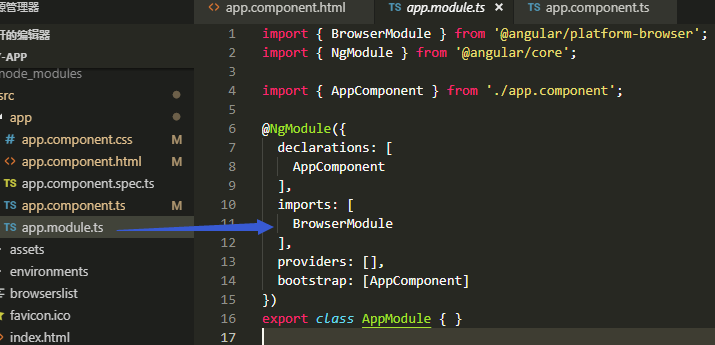 源管理器
开的编辑器
Y-APP
node_modules
src
app
# app.component.css M
<> app.component.html M
TS app.component.spec.ts
TS app.component.ts M
TS app.module.ts
assets
environments
browserslist
favicon.ico
<> index.html
<> app.component.html
TS app.module.ts ×
TS app.component.ts
1 import { BrowserModule } from '@angular/platform-browser';
2 import { NgModule } from '@angular/core';
3
4 import { AppComponent } from './app.component';
5
6 @NgModule({
7 declarations: [
8 AppComponent
9 ],
10 imports: [
11 BrowserModule
12 ],
13 providers: [],
14 bootstrap: [AppComponent]
15 })
16 export class AppModule { }
17